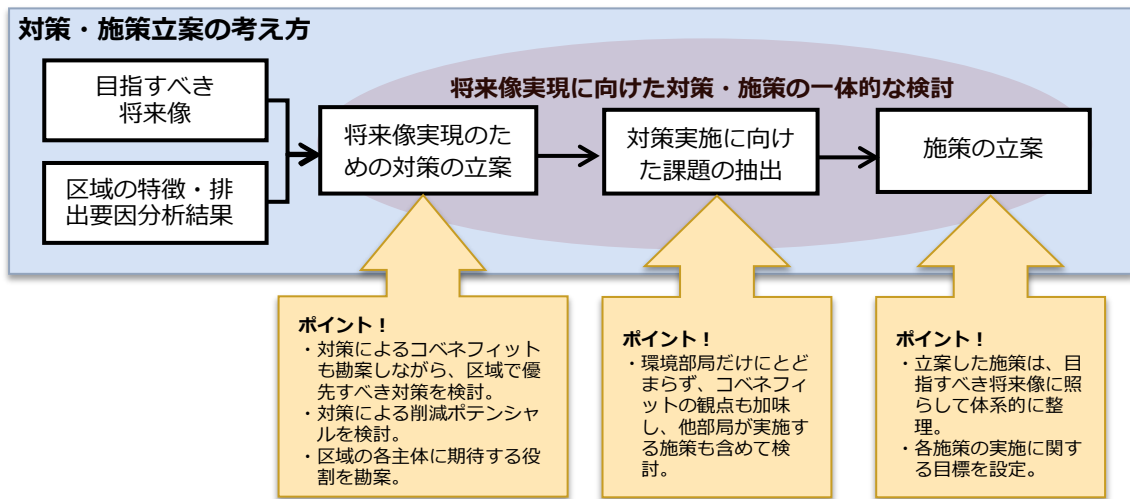 対策・施策立案の考え方
目指すべき
将来像
区域の特徴・排
出要因分析結果
将来像実現に向けた対策・施策の一体的な検討
将来像実現のた
めの対策の立案
対策実施に向け
た課題の抽出
施策の立案
ポイント！
・対策によるコベネフィット
も勘案しながら、区域で優
先すべき対策を検討。
・対策による削減ポテンシャ
ルを検討。
・区域の各主体に期待する役
割を勘案。
ポイント！
・環境部局だけにとど
まらず、コベネフィ
ットの観点も加味
し、他部局が実施す
る施策も含めて検
討。
ポイント！
・立案した施策は、目
指すべき将来像に照
らして体系的に整
理。
・各施策の実施に関す
る目標を設定。